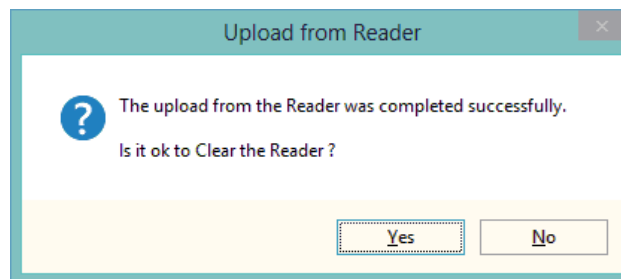 Upload from Reader
The upload from the Reader was completed successfully.
Is it ok to Clear the Reader ?
Yes
No